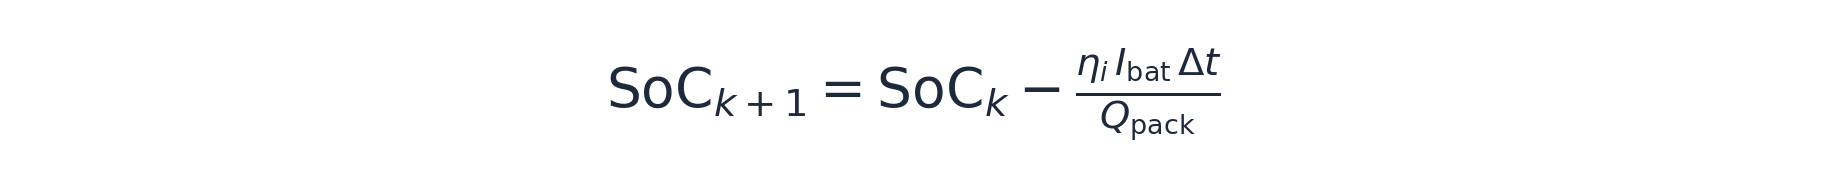 SoC_{k+1} = SoC_k − \frac{η_i I_{bat} Δt}{Q_{pack}}